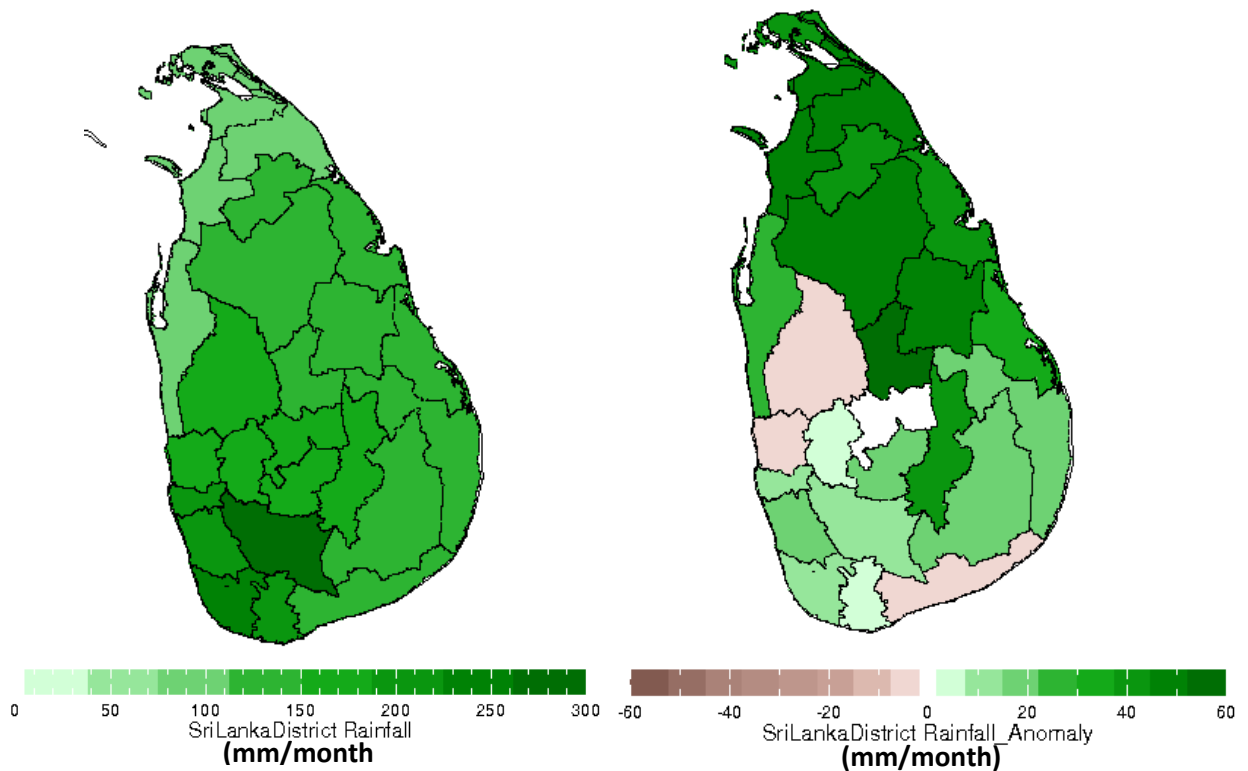 0 50 100 150 200 250 300
SriLankaDistrict Rainfall
(mm/month
-60 -40 -20 0 20 40 60
SriLankaDistrict Rainfall_Anomaly
(mm/month)